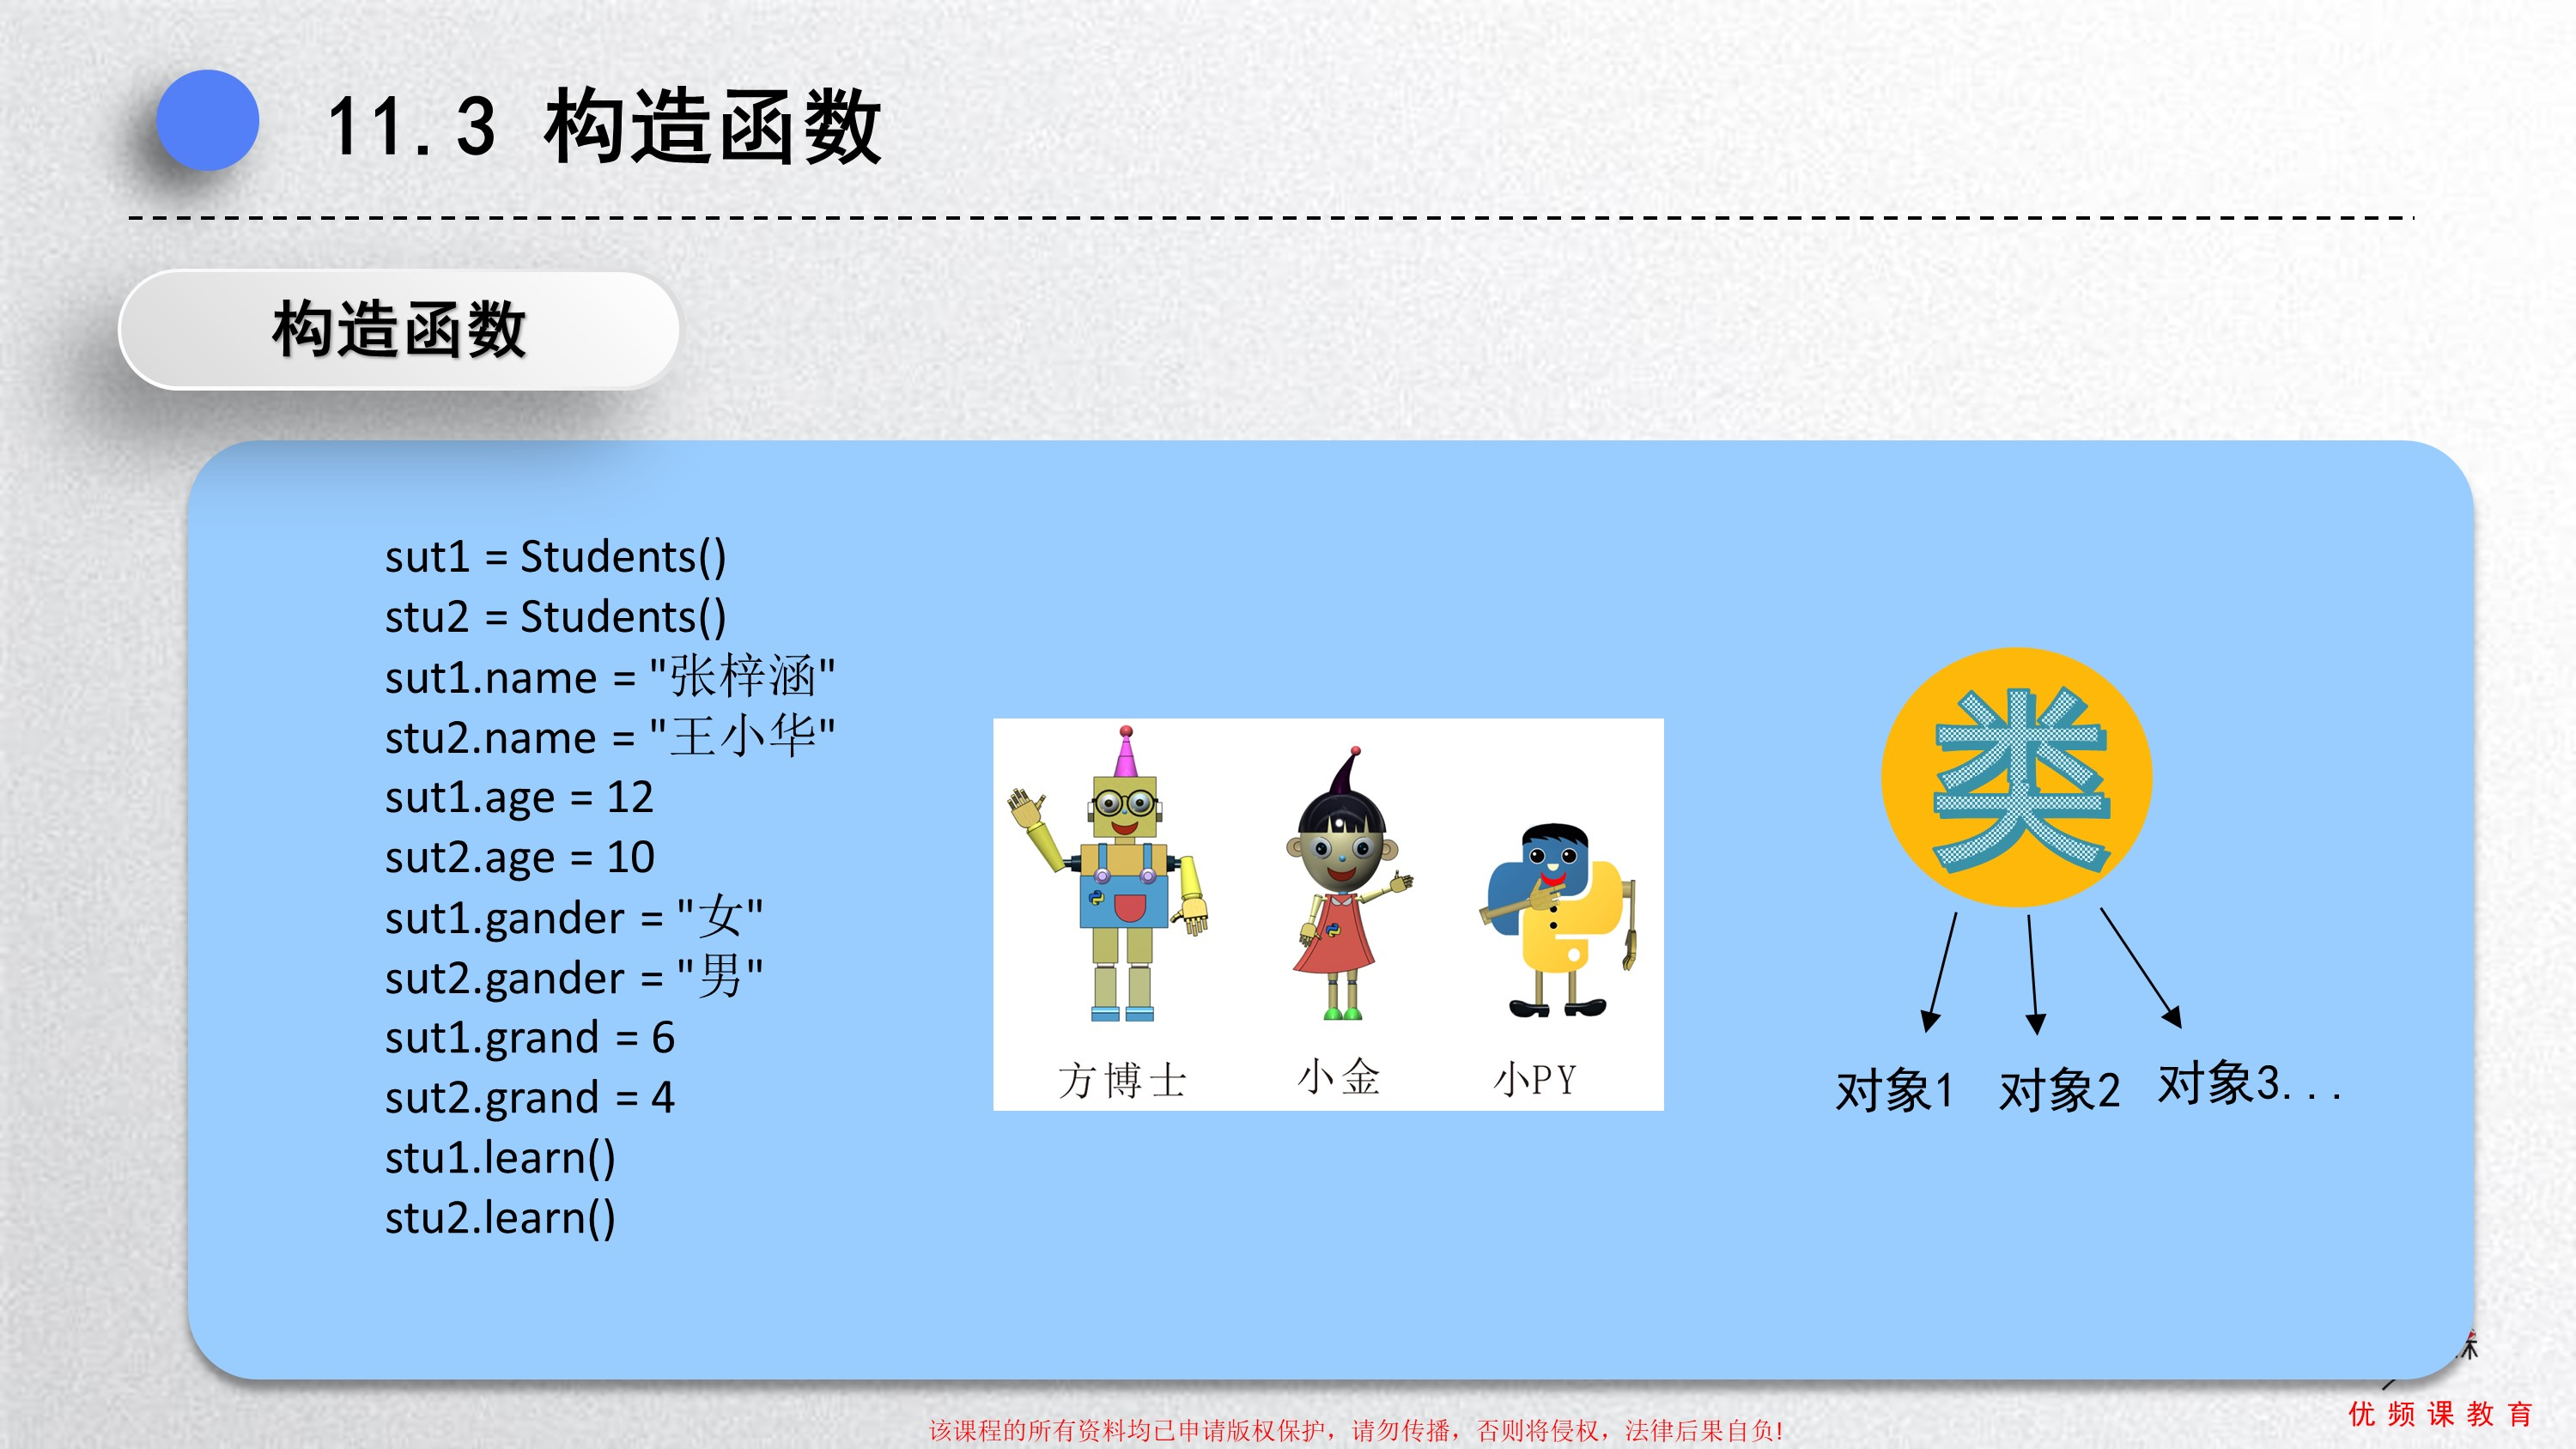 11.3 构造函数
构造函数
sut1 = Students()
stu2 = Students()
sut1.name = "张梓涵"
stu2.name = "王小华"
sut1.age = 12
sut2.age = 10
sut1.gander = "女"
sut2.gander = "男"
sut1.grand = 6
sut2.grand = 4
stu1.learn()
stu2.learn()
方博士
小金
小PY
类
对象1
对象2
对象3...
优频课教育
该课程的所有资料均已申请版权保护，请勿传播，否则将侵权，法律后果自负!